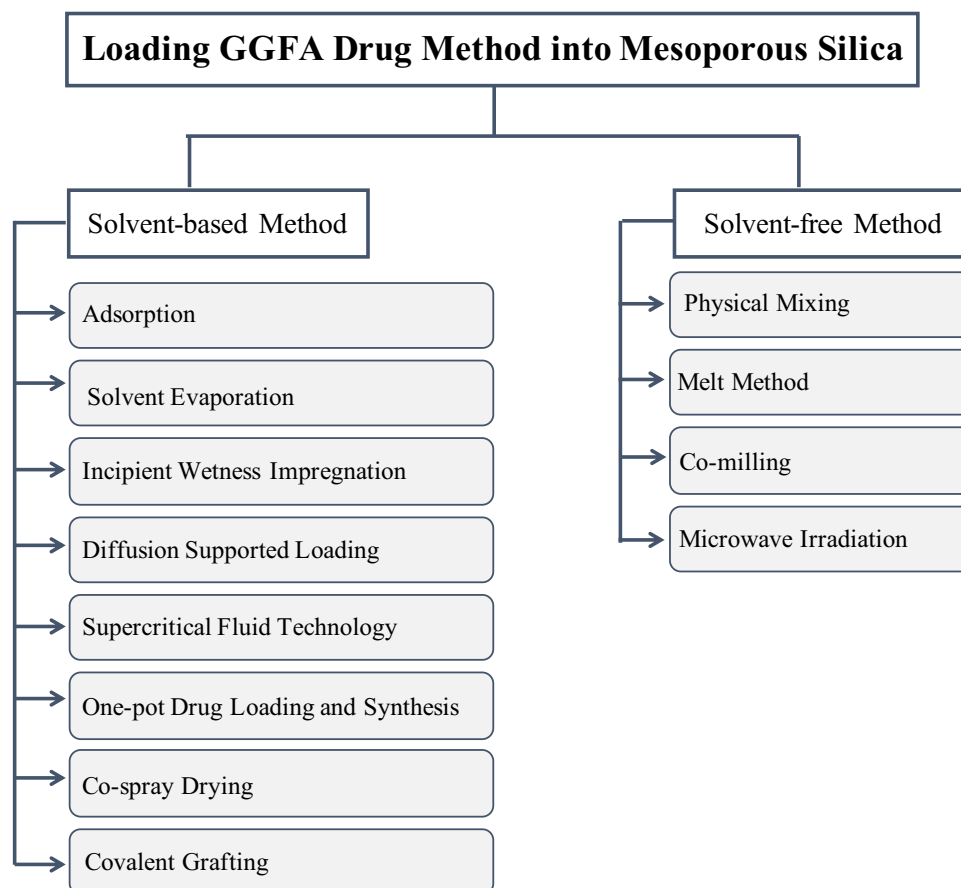 Loading GGFA Drug Method into Mesoporous Silica
Solvent-based Method
Adsorption
Solvent Evaporation
Incipient Wetness Impregnation
Diffusion Supported Loading
Supercritical Fluid Technology
One-pot Drug Loading and Synthesis
Co-spray Drying
Covalent Grafting
Solvent-free Method
Physical Mixing
Melt Method
Co-milling
Microwave Irradiation